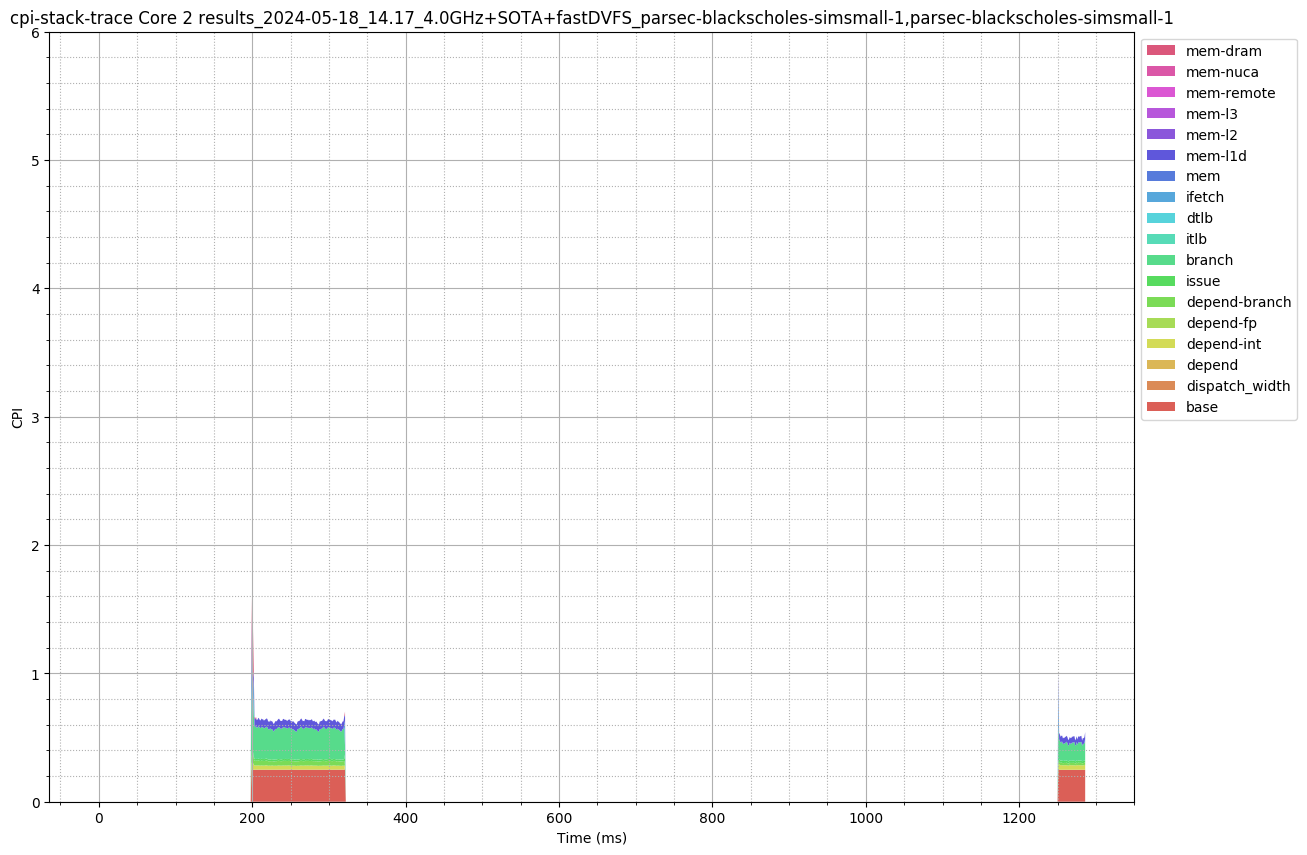 cpi-stack-trace Core 2 results_2024-05-18_14.17_4.0GHz+SOTA+fastDVFS_parsec-blackscholes-simsmall-1,parsec-blackscholes-simsmall-1
6
5
4
3
2
1
0
CPI
0
200
400
600
800
1000
1200
Time (ms)
mem-dram
mem-nuca
mem-remote
mem-l3
mem-l2
mem-l1d
mem
ifetch
dtlb
itlb
branch
issue
depend-branch
depend-fp
depend-int
depend
dispatch_width
base